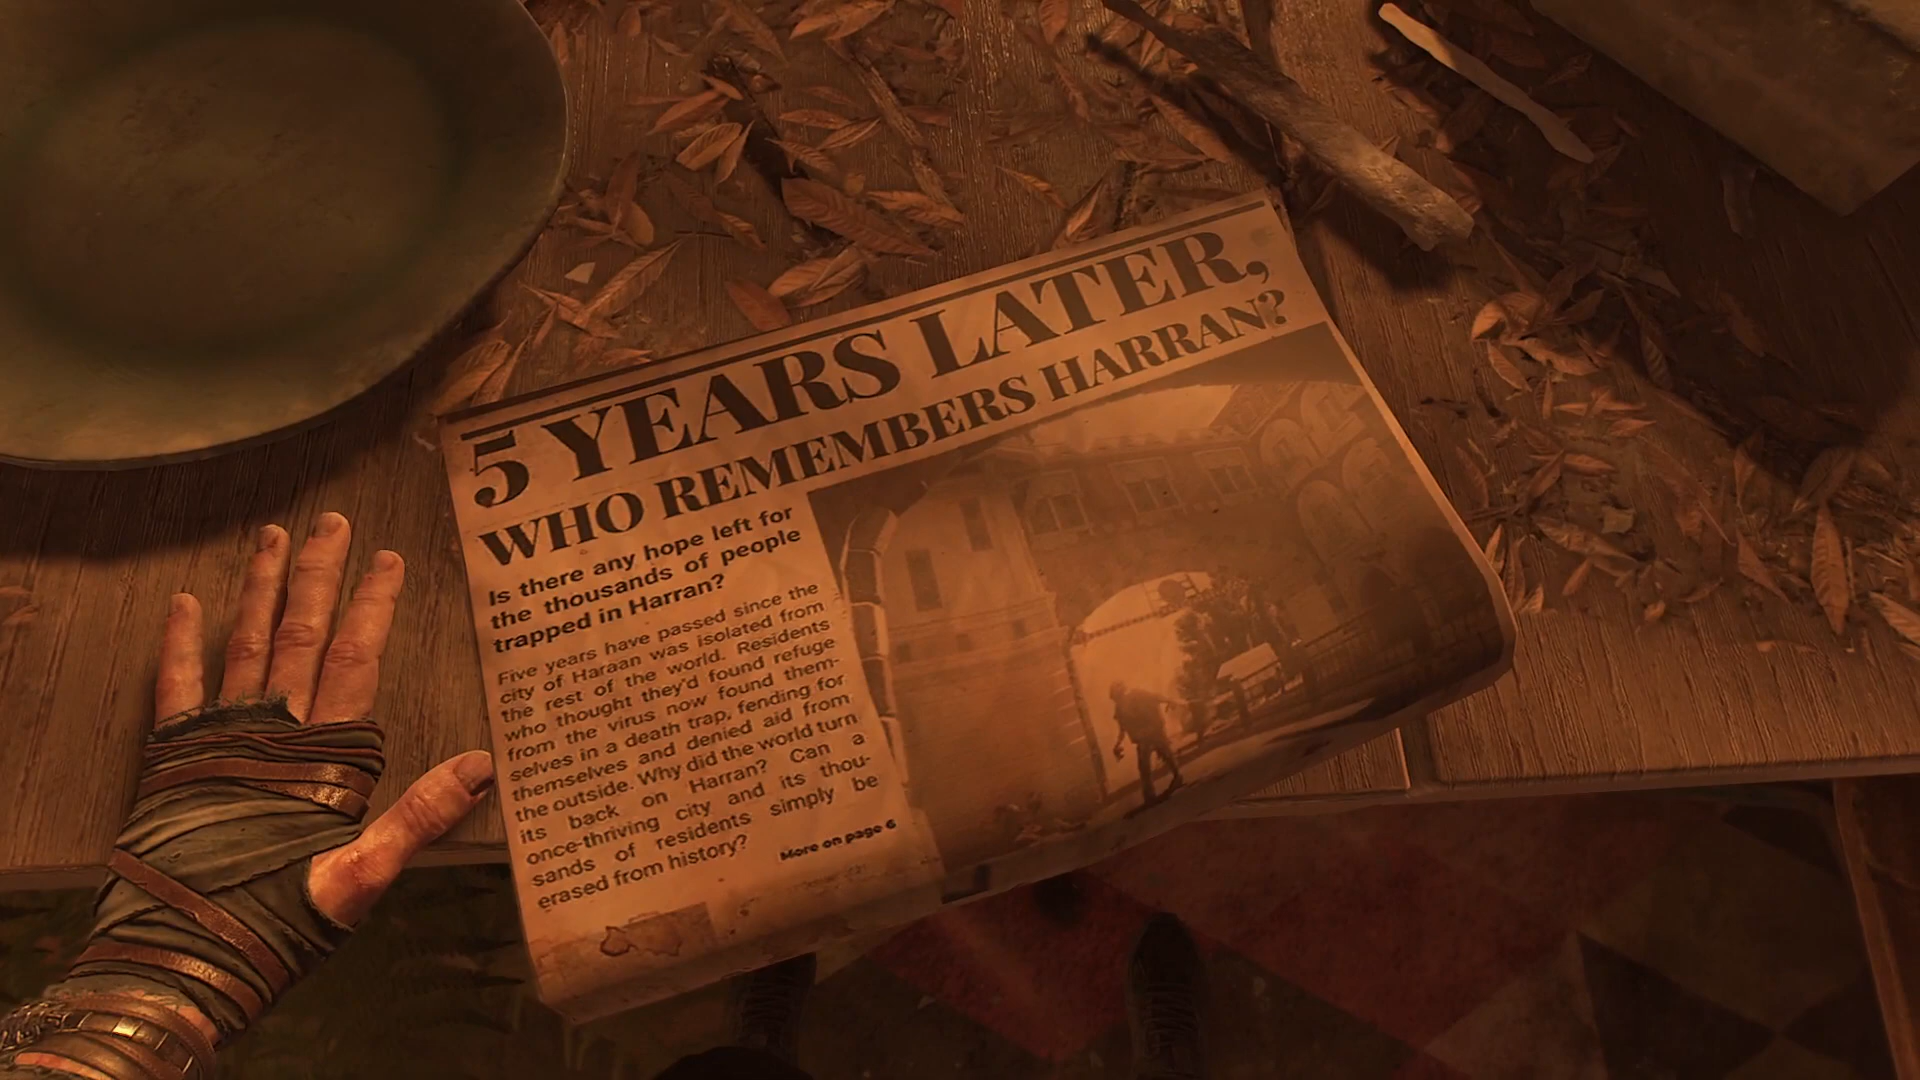 5 YEARS LATER,
WHO REMEMBERS HARRAN?
Is there any hope left for
the thousands of people
trapped in Harran?
Five years have passed since the
city of Haraan was isolated from
the rest of the world. Residents
who thought they'd found refuge
from the virus now found them-
selves in a death trap, fending for
themselves and denied aid from
the outside. Why did the world turn
its back on Harran? Can a
once-thriving city and its thou-
sands of residents simply be
erased from history?
More on page 6